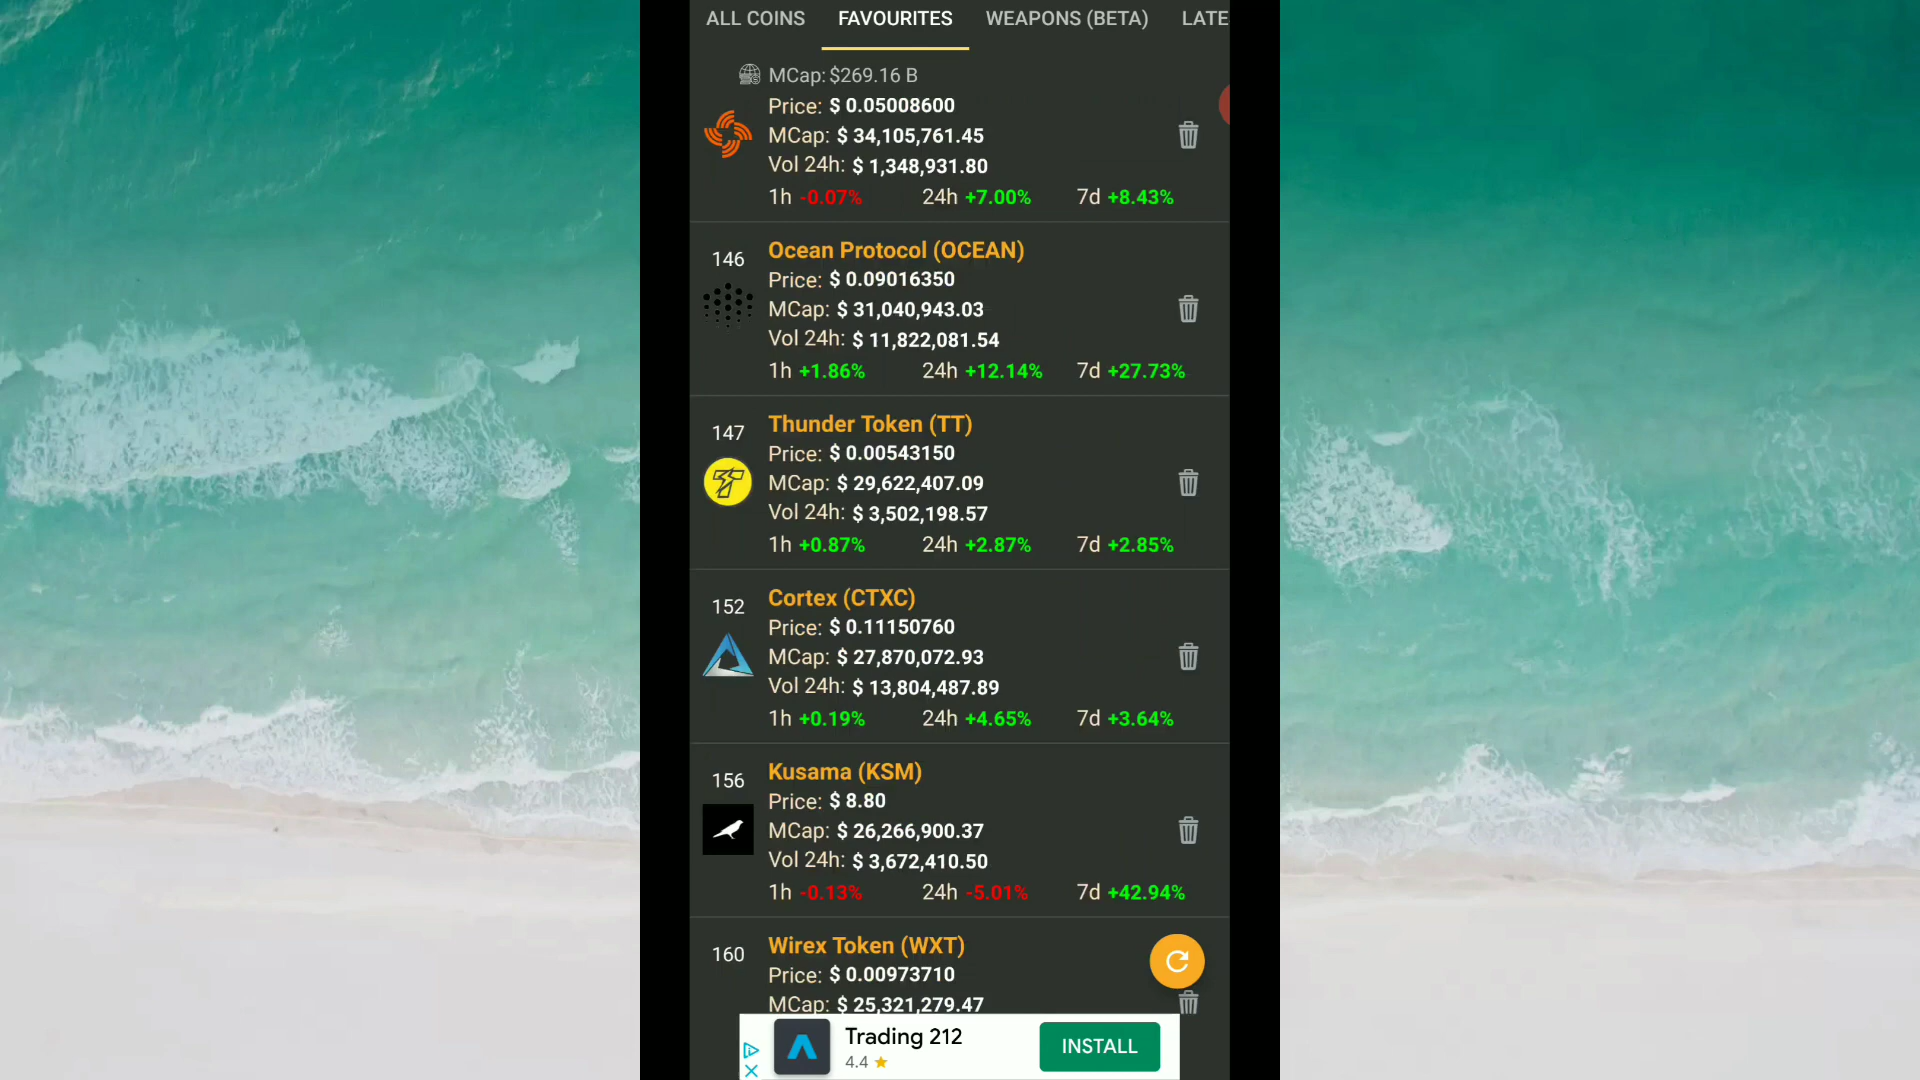 ALL COINS FAVOURITES WEAPONS (BETA) LATE
MCap: $269.16 B
Price: $ 0.05008600
MCap: $ 34,105,761.45
Vol 24h: $ 1,348,931.80
1h -0.07% 24h +7.00% 7d +8.43%
146 Ocean Protocol (OCEAN)
Price: $ 0.09016350
MCap: $ 31,040,943.03
Vol 24h: $ 11,822,081.54
1h +1.86% 24h +12.14% 7d +27.73%
147 Thunder Token (TT)
Price: $ 0.00543150
MCap: $ 29,622,407.09
Vol 24h: $ 3,502,198.57
1h +0.87% 24h +2.87% 7d +2.85%
152 Cortex (CTXC)
Price: $ 0.11150760
MCap: $ 27,870,072.93
Vol 24h: $ 13,804,487.89
1h +0.19% 24h +4.65% 7d +3.64%
156 Kusama (KSM)
Price: $ 8.80
MCap: $ 26,266,900.37
Vol 24h: $ 3,672,410.50
1h -0.13% 24h -5.01% 7d +42.94%
160 Wirex Token (WXT)
Price: $ 0.00973710
MCap: $ 25,321,279.47
Trading 212
4.4 ★
INSTALL